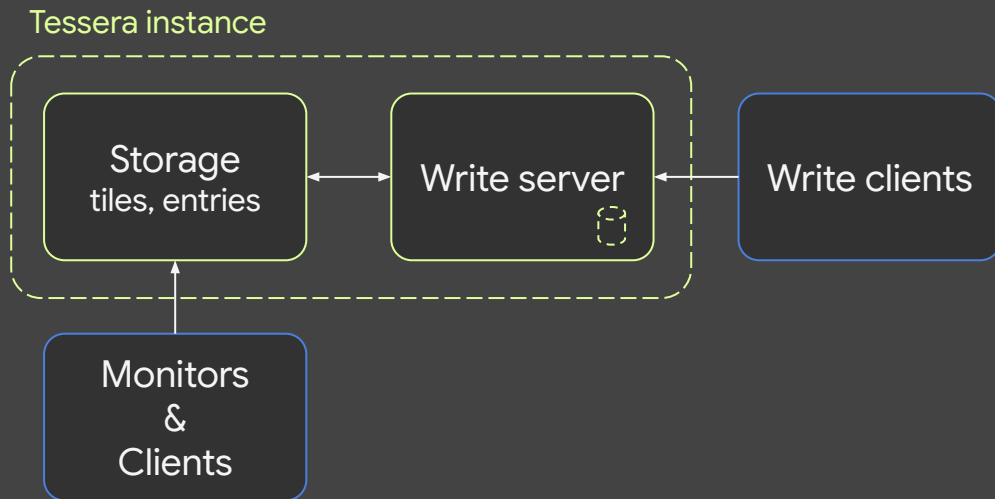 Tessera instance
Storage
tiles, entries
Write server
Write clients
Monitors
&
Clients